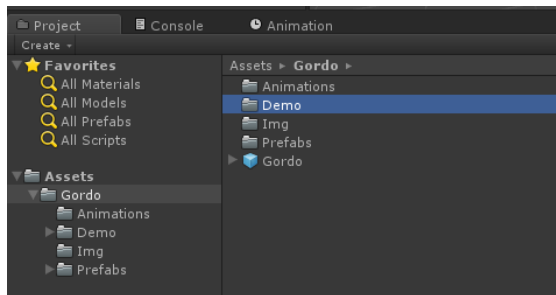 Project Console Animation
Create
Favorites
All Materials
All Models
All Prefabs
All Scripts
Assets
Gordo
Animations
Demo
Img
Prefabs
Assets Gordo
Animations
Demo
Img
Prefabs
Gordo